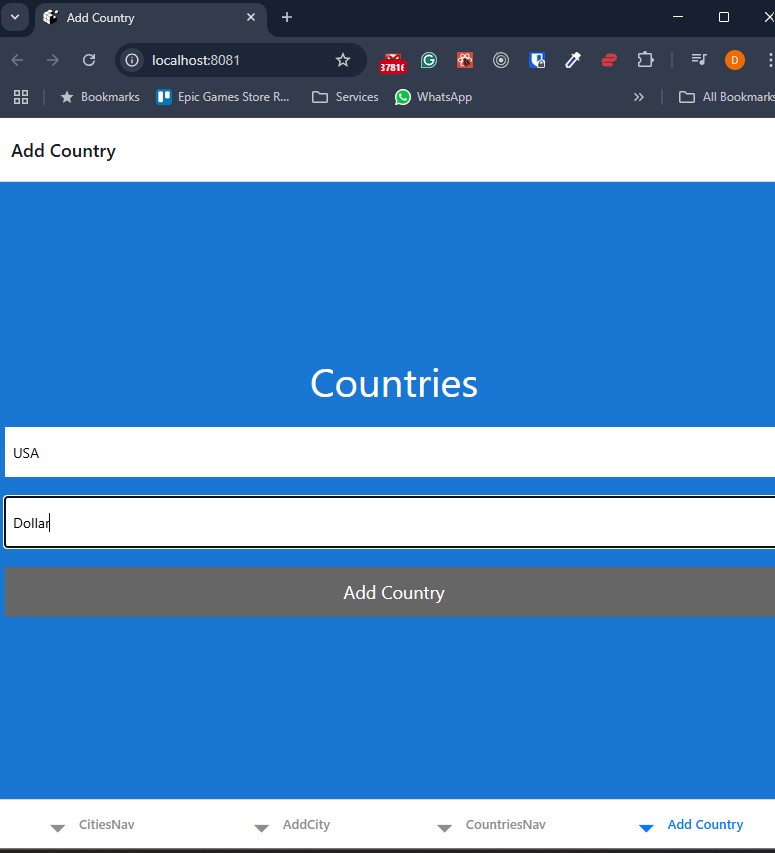 Add Country
localhost:8081
37816
D
Bookmarks
Epic Games Store R...
Services
WhatsApp
All Bookmarks
Add Country
Countries
USA
Dollar
Add Country
CitiesNav
AddCity
CountriesNav
Add Country